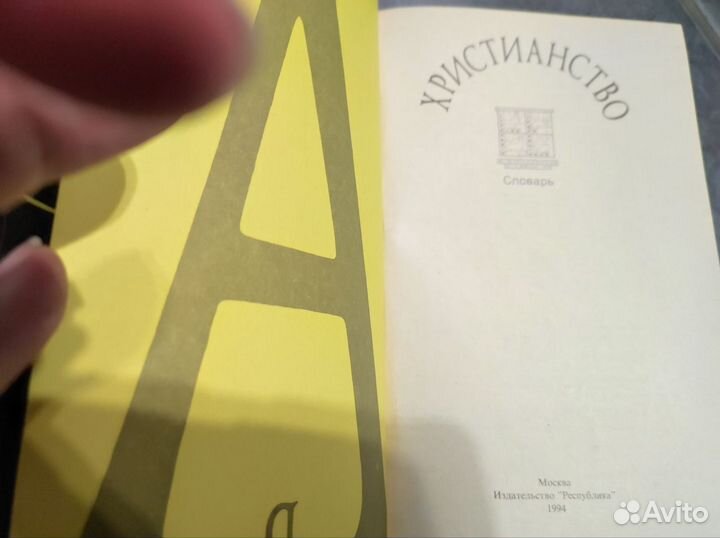 А
Я
ХРИСТИАНСТВО
Словарь
Москва
Издательство "Республика"
1994
Avito